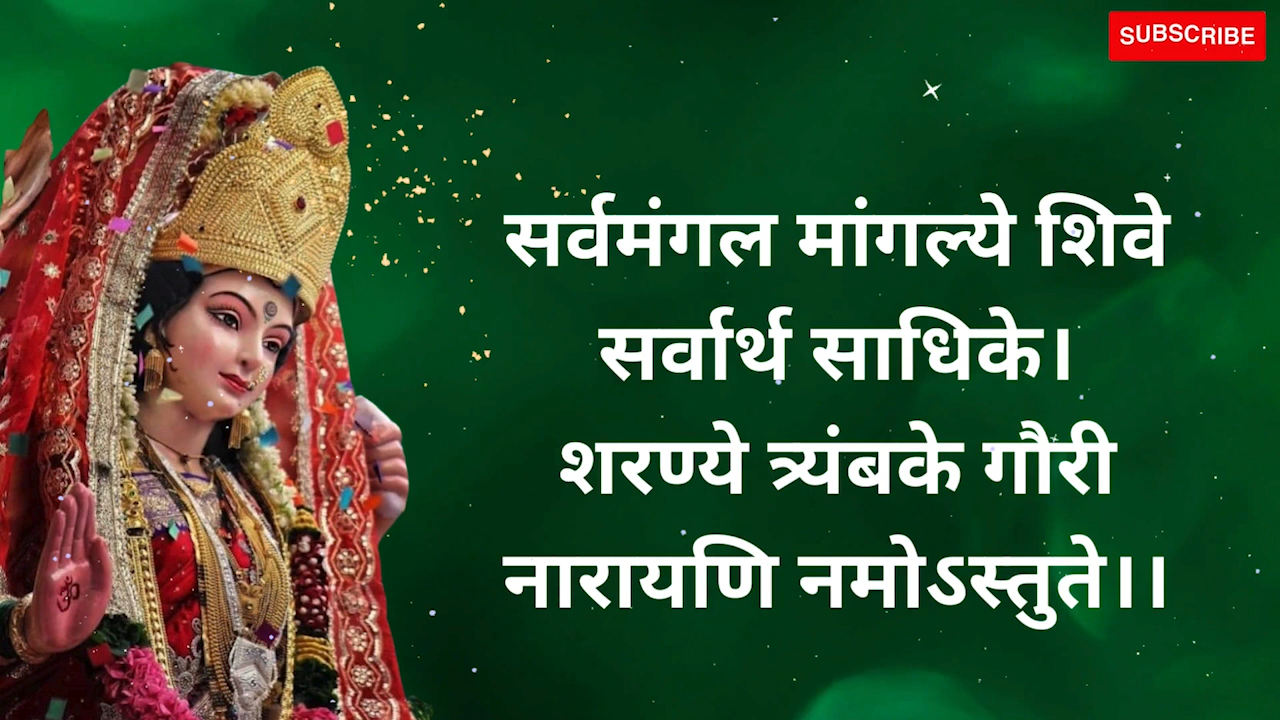 SUBSCRIBE
सर्वमंगल मांगल्ये शिवे
सर्वार्थ साधिके।
शरण्ये त्र्यंबके गौरी
नारायणि नमोऽस्तुते।।
ॐ